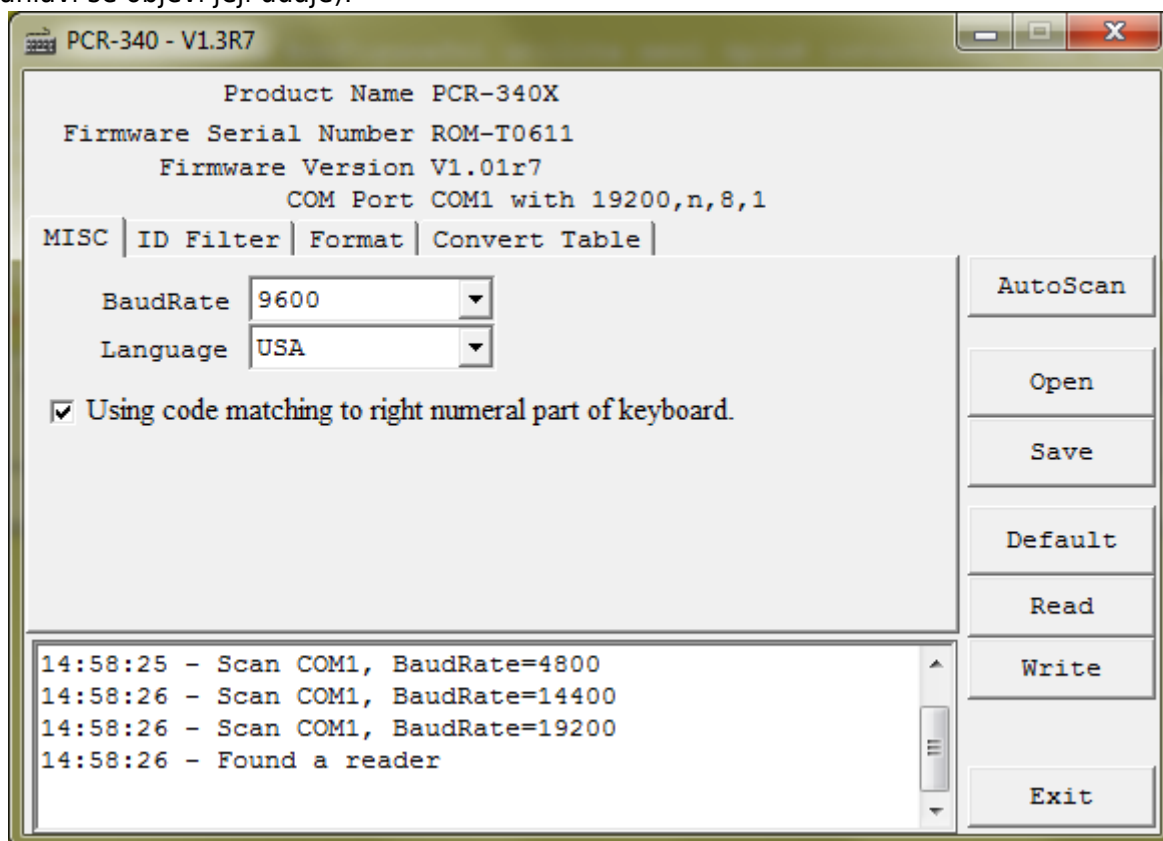 se objeví její údaje).
PCR-340 - V1.3R7
Product Name PCR-340X
Firmware Serial Number ROM-T0611
Firmware Version V1.01r7
COM Port COM1 with 19200,n,8,1
MISC ID Filter Format Convert Table
BaudRate 9600
Language USA
Using code matching to right numeral part of keyboard.
AutoScan
Open
Save
Default
Read
Write
Exit
14:58:25 - Scan COM1, BaudRate=4800
14:58:26 - Scan COM1, BaudRate=14400
14:58:26 - Scan COM1, BaudRate=19200
14:58:26 - Found a reader